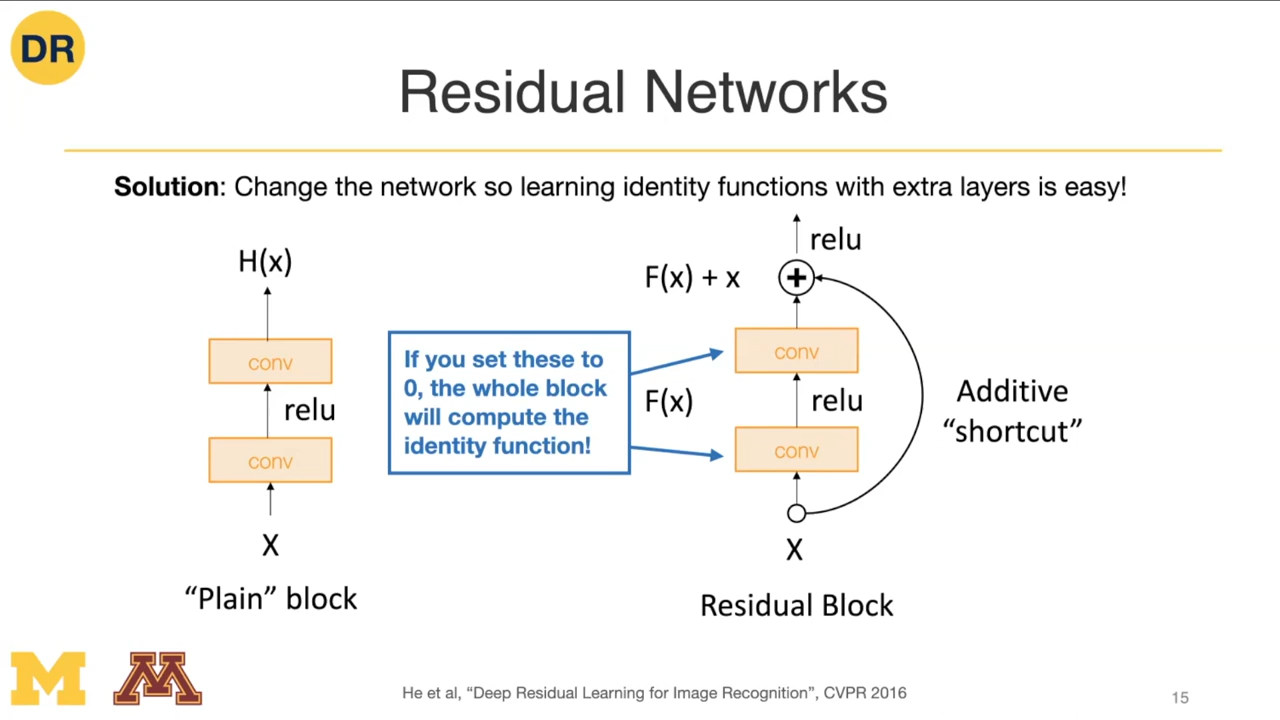 DR
Residual Networks
Solution: Change the network so learning identity functions with extra layers is easy!
H(x)
conv
relu
conv
X
"Plain" block
If you set these to
0, the whole block
will compute the
identity function!
relu
F(x) + x
+
conv
F(x)
relu
conv
X
Residual Block
Additive
"shortcut"
M
M
He et al, "Deep Residual Learning for Image Recognition", CVPR 2016
15